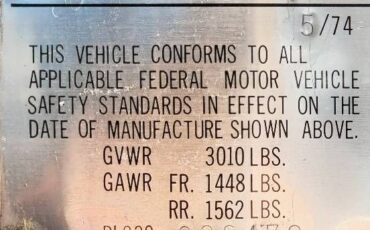 5/74
THIS VEHICLE CONFORMS TO ALL
APPLICABLE FEDERAL MOTOR VEHICLE
SAFETY STANDARDS IN EFFECT ON THE
DATE OF MANUFACTURE SHOWN ABOVE.
GVWR 3010 LBS.
GAWR FR. 1448 LBS.
RR. 1562 LBS.